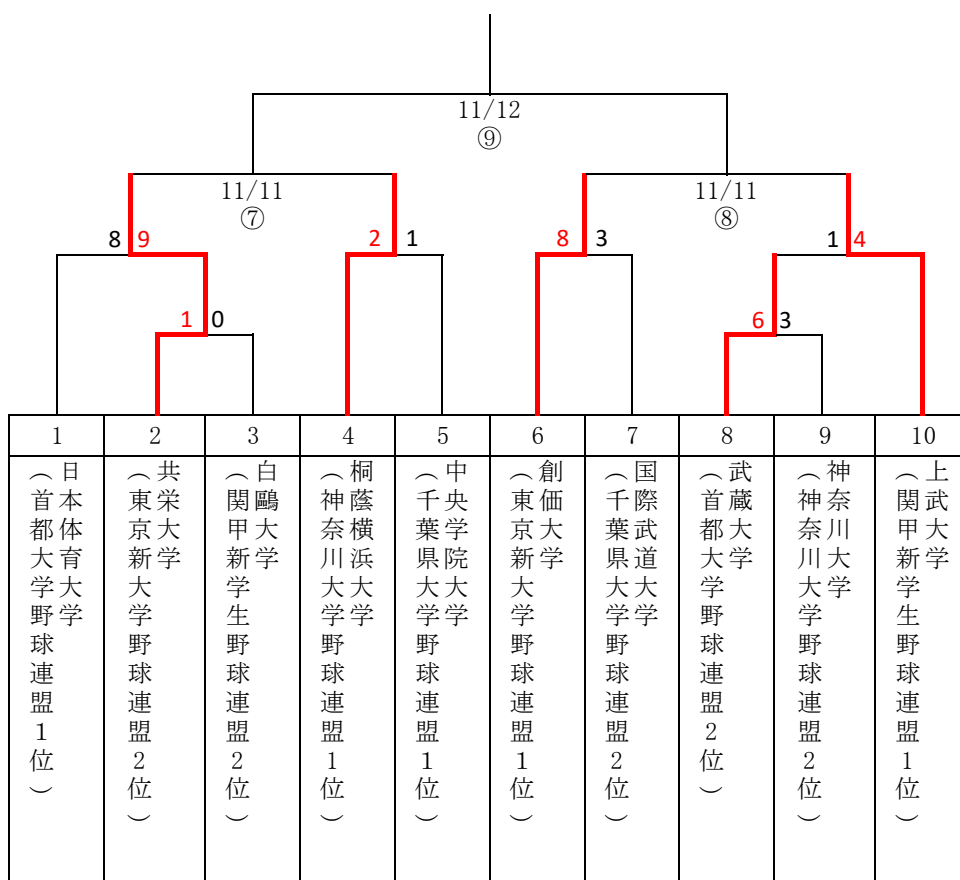 11/12
⑨
11/11
⑦
11/11
⑧
8 9
2 1
8 3
1 4
1 0
6 3
1
2
3
4
5
6
7
8
9
10
日本体育大学
（首都大学野球連盟1位）
共栄大学
（東京新大学野球連盟2位）
白鷗大学
（関甲新学生野球連盟2位）
桐蔭横浜大学
（神奈川大学野球連盟1位）
中央学院大学
（千葉県大学野球連盟1位）
創価大学
（東京新大学野球連盟1位）
国際武道大学
（千葉県大学野球連盟2位）
武蔵大学
（首都大学野球連盟2位）
神奈川大学
（神奈川大学野球連盟2位）
上武大学
（関甲新学生野球連盟1位）